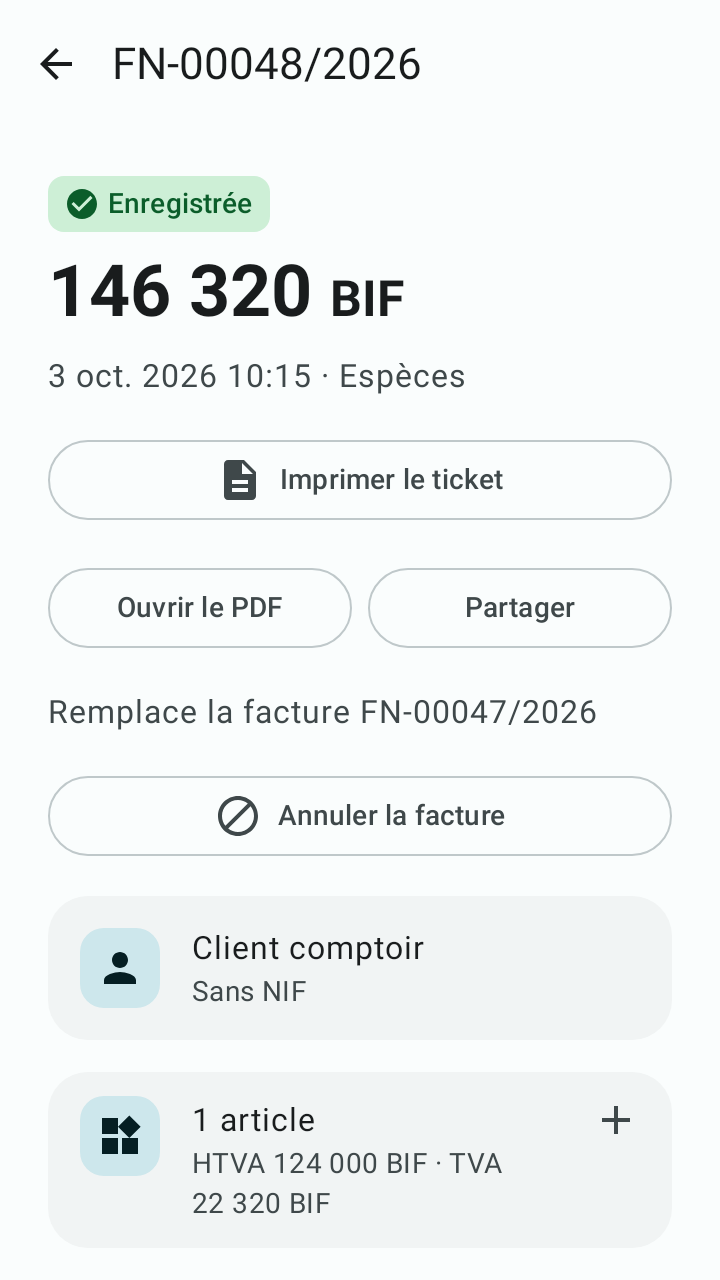 FN-00048/2026
Enregistrée
146 320 BIF
3 oct. 2026 10:15 · Espèces
Imprimer le ticket
Ouvrir le PDF
Partager
Remplace la facture FN-00047/2026
Annuler la facture
Client comptoir
Sans NIF
1 article
HTVA 124 000 BIF · TVA
22 320 BIF